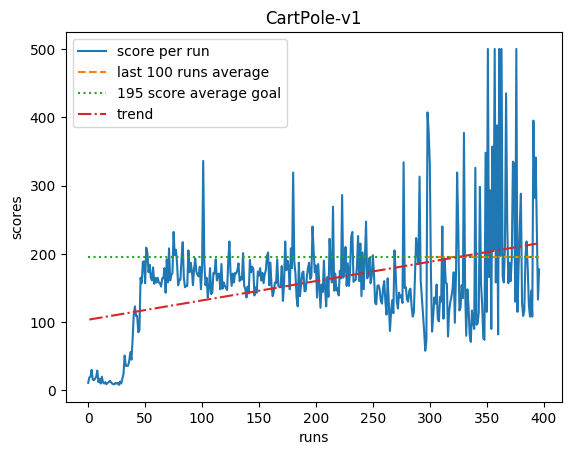 CartPole-v1
score per run
last 100 runs average
195 score average goal
trend
scores
500
400
300
200
100
0
0
50
100
150
200
250
300
350
400
runs